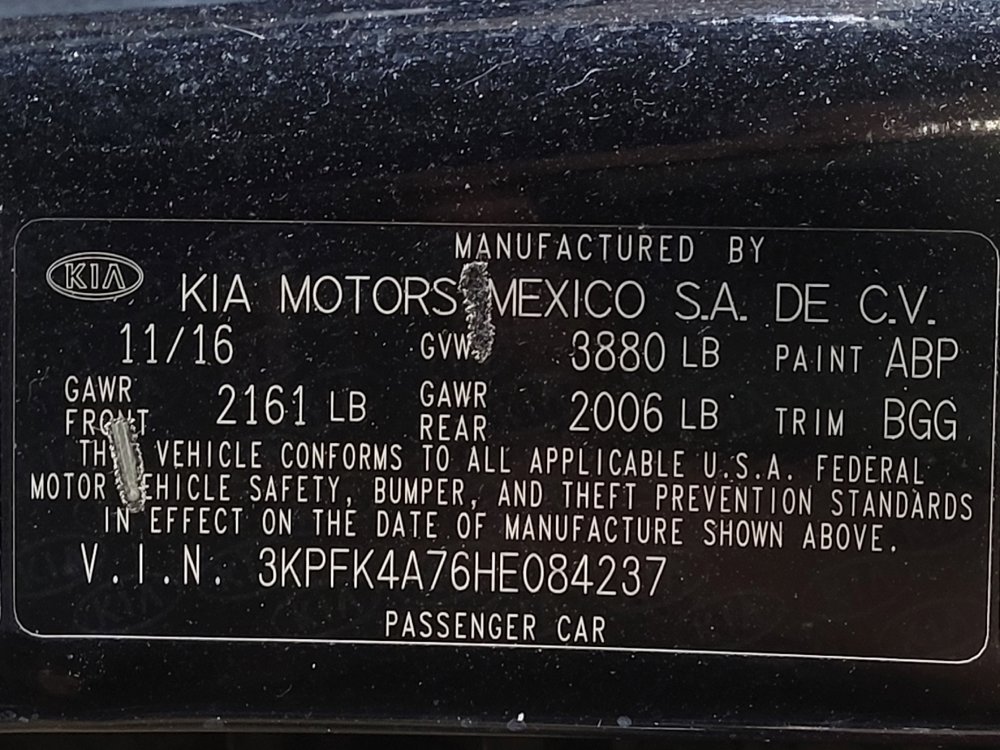 MANUFACTURED BY
KIA
KIA MOTORS MEXICO S.A. DE C.V.
11/16 3880 LB PAINT ABP
GAWR FRONT 2161 LB GAWR REAR 2006 LB TRIM BGG
VEHICLE CONFORMS TO ALL APPLICABLE U.S.A. FEDERAL
MOTOR VEHICLE SAFETY, BUMPER, AND THEFT PREVENTION STANDARDS
IN EFFECT ON THE DATE OF MANUFACTURE SHOWN ABOVE.
V.I.N. 3KPFK4A76HE084237
PASSENGER CAR